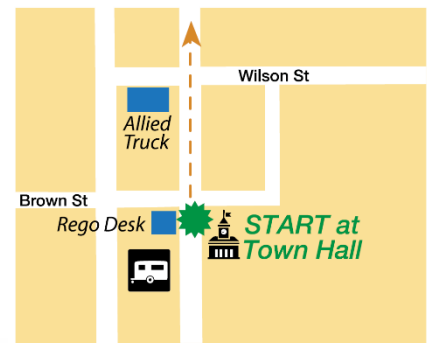 Wilson St
Allied
Truck
Brown St
Rego Desk
START at
Town Hall